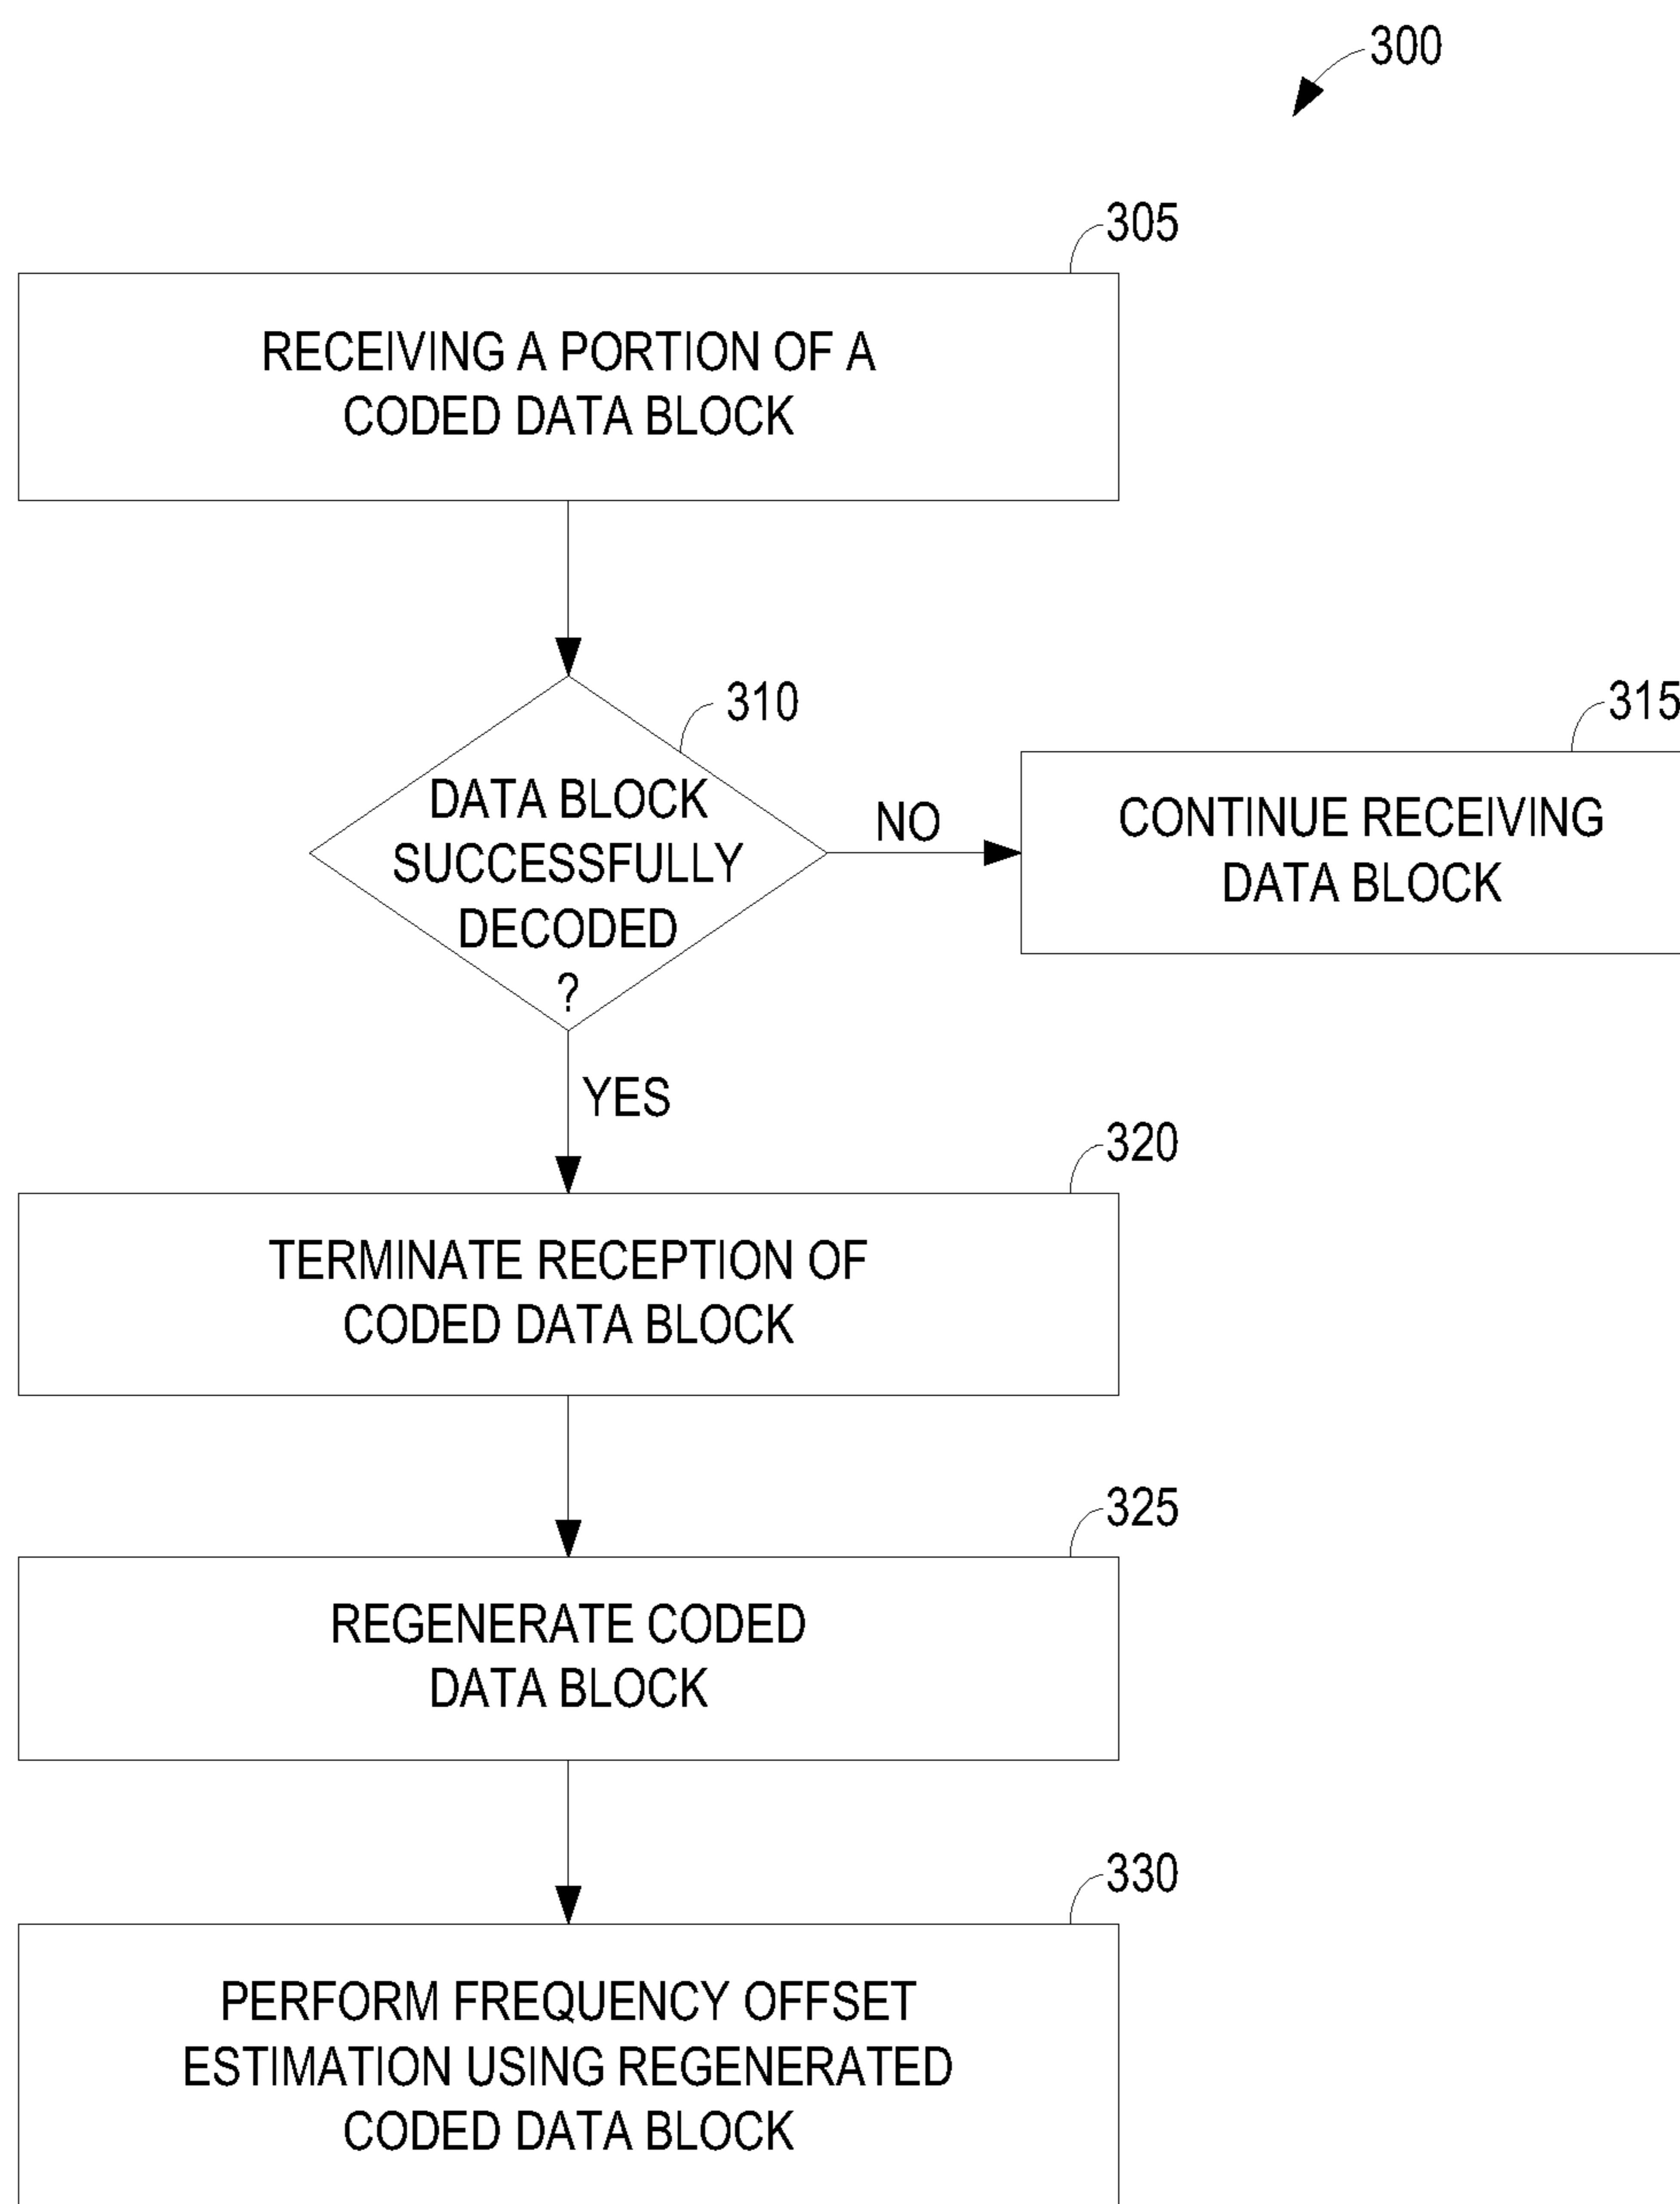 300
305
RECEIVING A PORTION OF A
CODED DATA BLOCK
310
DATA BLOCK
SUCCESSFULLY
DECODED
?
NO
315
CONTINUE RECEIVING
DATA BLOCK
YES
320
TERMINATE RECEPTION OF
CODED DATA BLOCK
325
REGENERATE CODED
DATA BLOCK
330
PERFORM FREQUENCY OFFSET
ESTIMATION USING REGENERATED
CODED DATA BLOCK